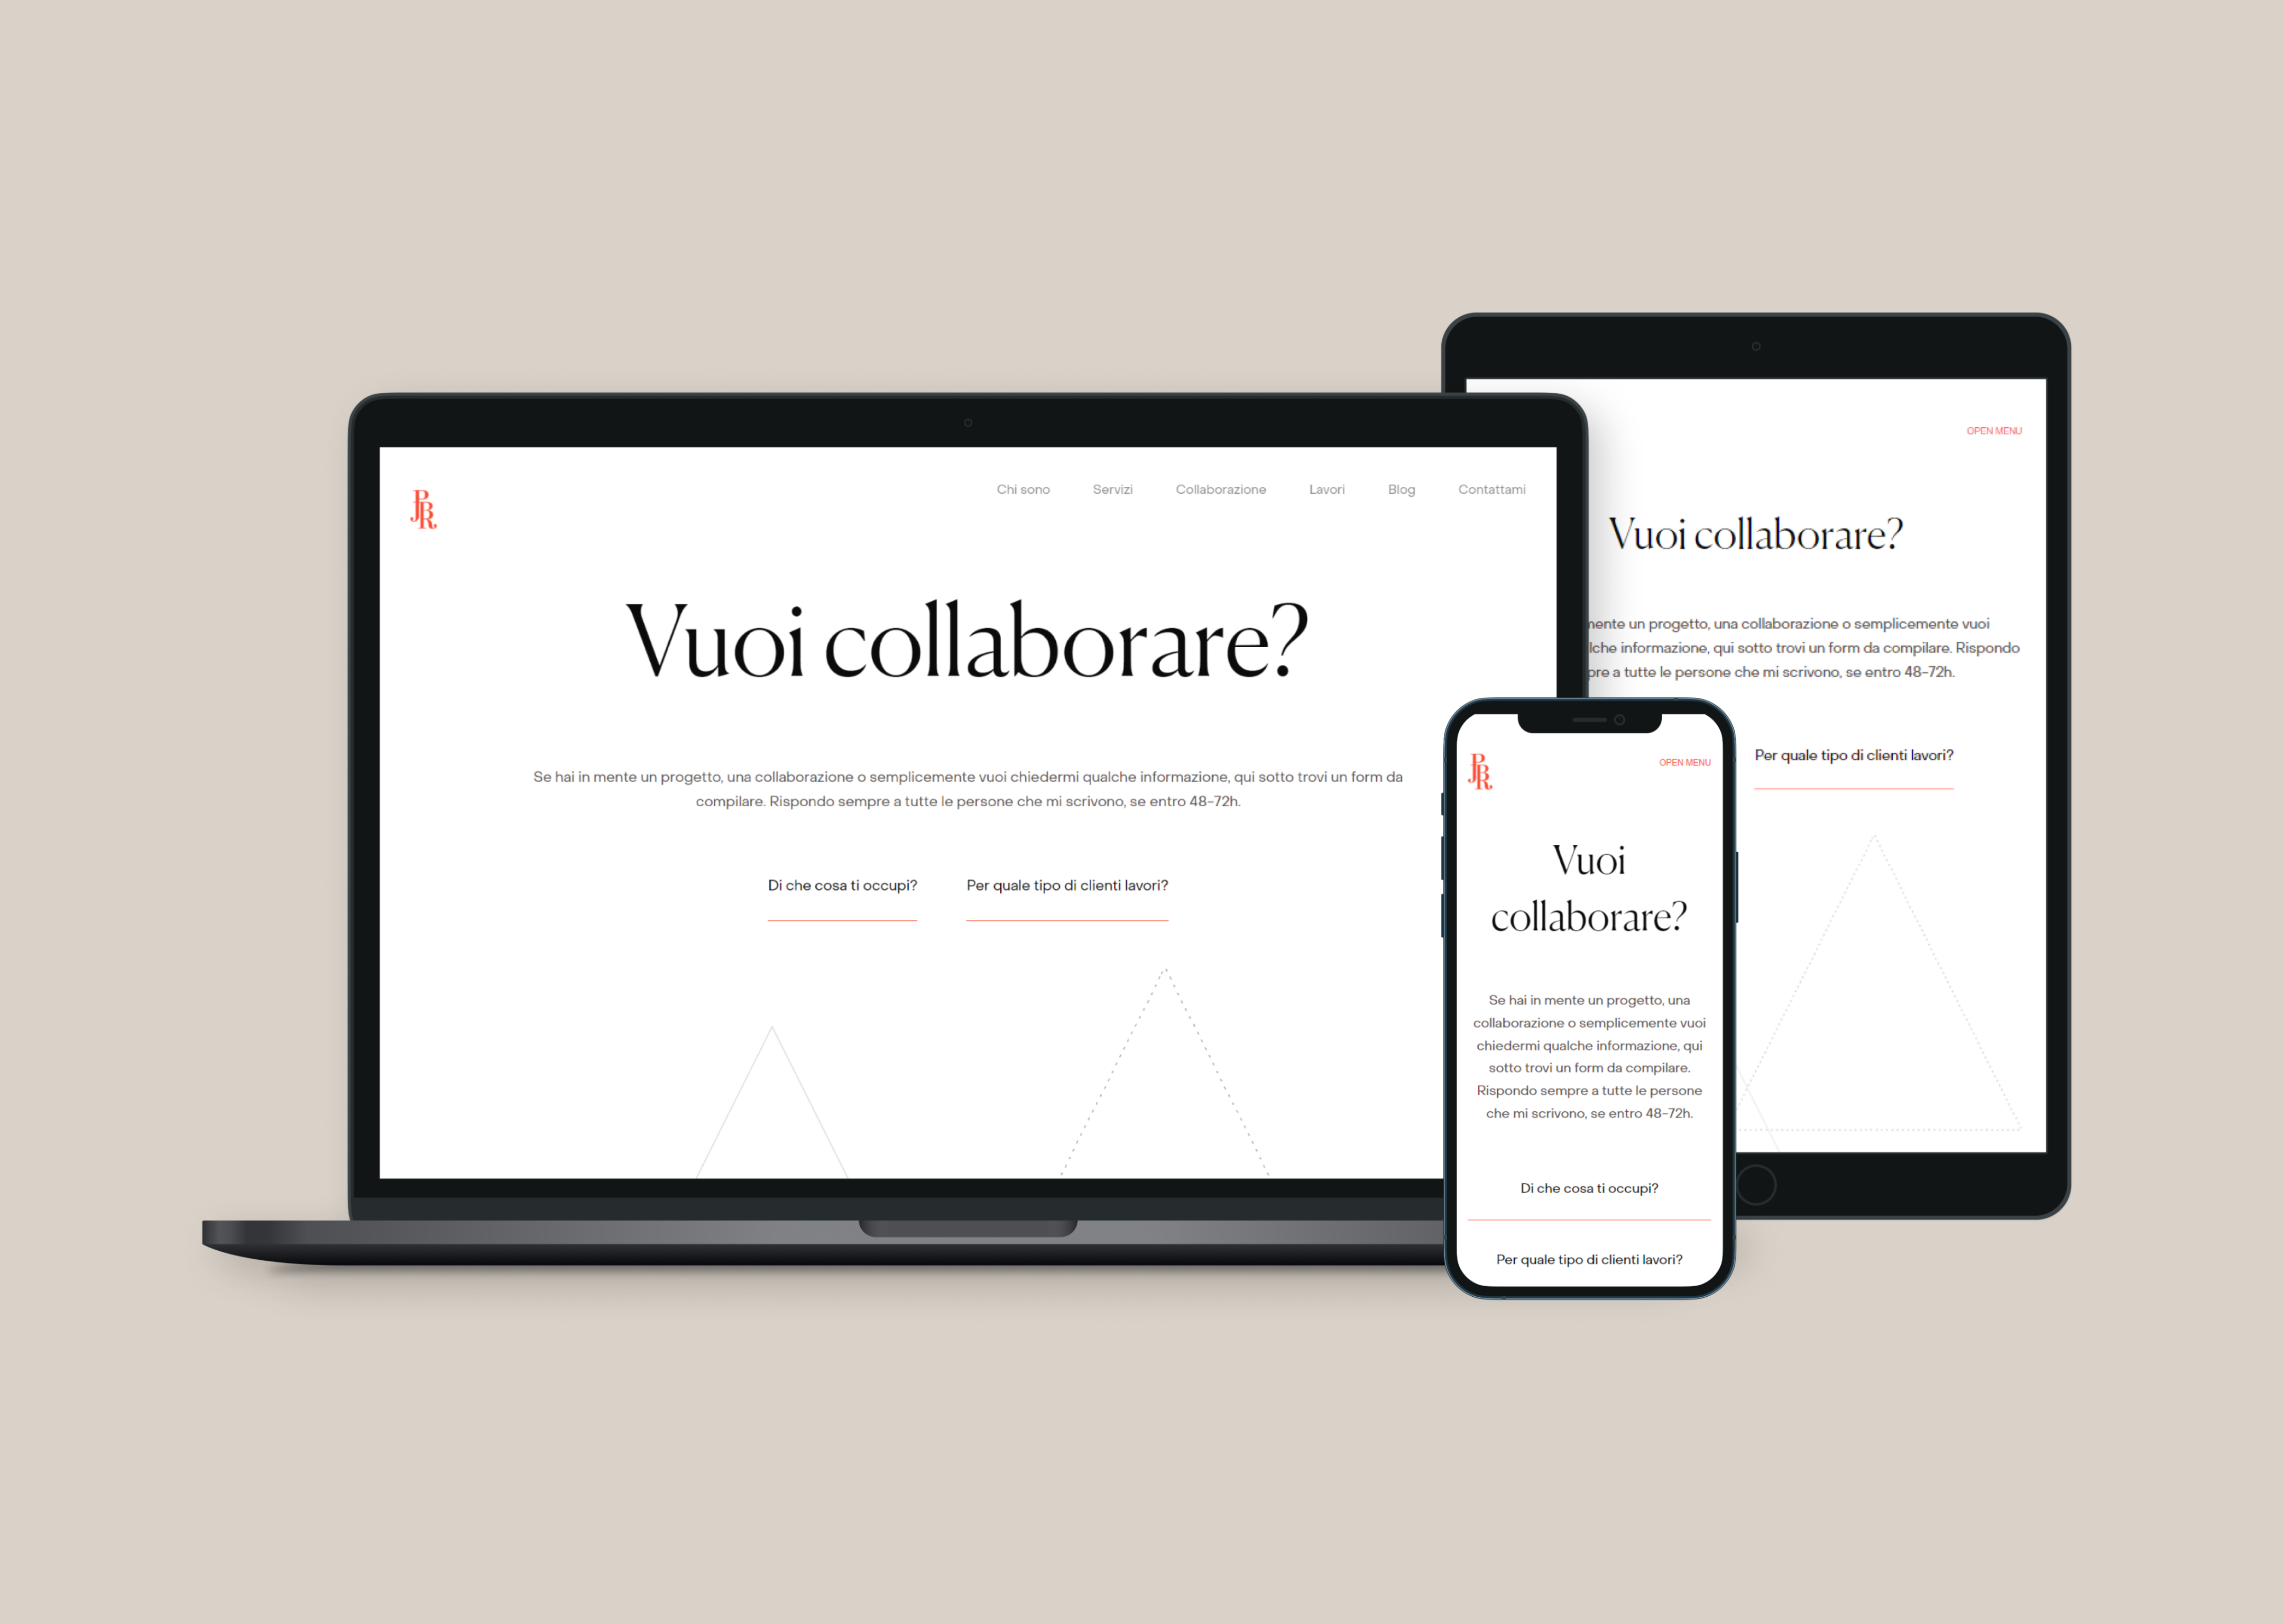 Chi sono Servizi Collaborazione Lavori Blog Contattami
PJBR
Vuoi collaborare?
Se hai in mente un progetto, una collaborazione o semplicemente vuoi chiedermi qualche informazione, qui sotto trovi un form da
compilare. Rispondo sempre a tutte le persone che mi scrivono, se entro 48-72h.
Di che cosa ti occupi? Per quale tipo di clienti lavori?
OPEN MENU
Vuoi collaborare?
mente un progetto, una collaborazione o semplicemente vuoi
lche informazione, qui sotto trovi un form da compilare. Rispondo
pre a tutte le persone che mi scrivono, se entro 48-72h.
Per quale tipo di clienti lavori?
PJBR
OPEN MENU
Vuoi
collaborare?
Se hai in mente un progetto, una
collaborazione o semplicemente vuoi
chiedermi qualche informazione, qui
sotto trovi un form da compilare.
Rispondo sempre a tutte le persone
che mi scrivono, se entro 48-72h.
Di che cosa ti occupi?
Per quale tipo di clienti lavori?